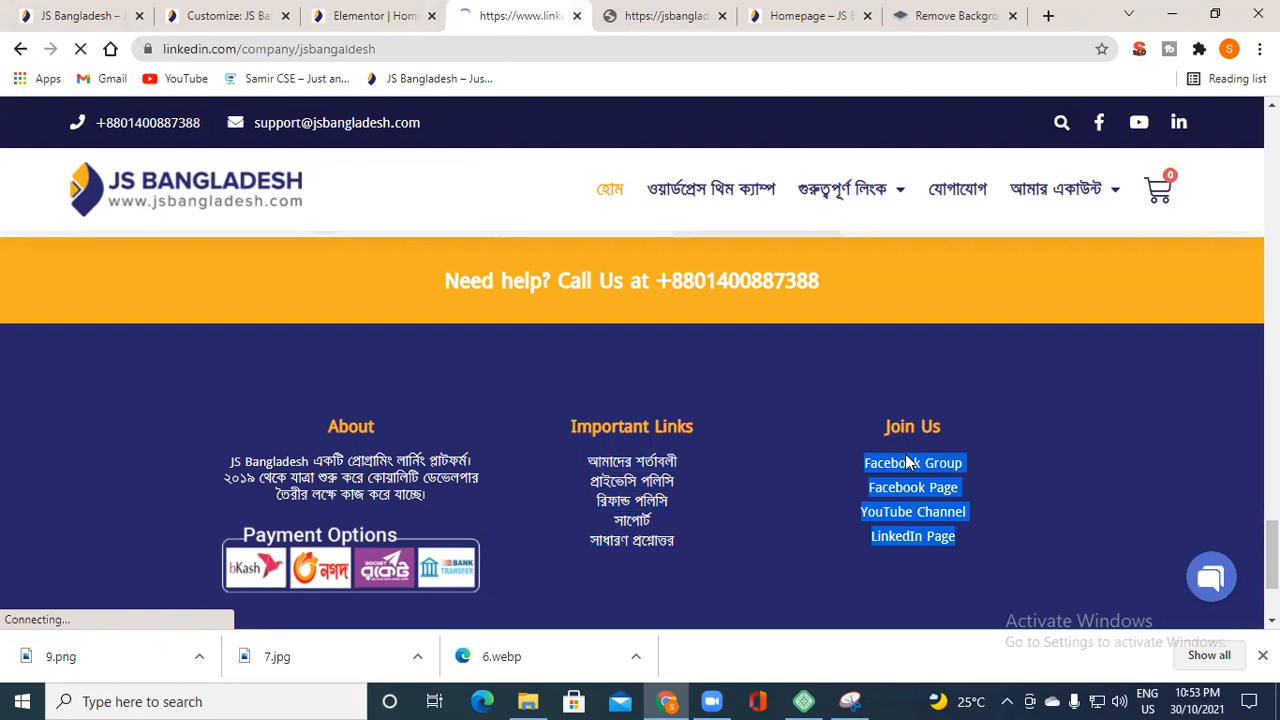 JS Bangladesh – J
Customize: JS Ba
Elementor | Hom
https://www.link
https://jsbanglad
Homepage – JS B
Remove Backgro
linkedin.com/company/jsbangaldesh
Apps
Gmail
YouTube
Samir CSE – Just an...
JS Bangladesh – Jus...
Reading list
+8801400887388
support@jsbangladesh.com
JS BANGLADESH
www.jsbangladesh.com
হোম
ওয়ার্ডপ্রেস থিম ক্যাম্প
গুরুত্বপূর্ণ লিংক
যোগাযোগ
আমার একাউন্ট
0
Need help? Call Us at +8801400887388
About
JS Bangladesh একটি প্রোগ্রামিং লার্নিং প্লাটফর্ম।
২০১৯ থেকে যাত্রা শুরু করে কোয়ালিটি ডেভেলপার
তৈরীর লক্ষে কাজ করে যাচ্ছে।
Payment Options
bKash
নগদ
ROCKET
রকেট
BANK
TRANSFER
Important Links
আমাদের শর্তাবলী
প্রাইভেসি পলিসি
রিফান্ড পলিসি
সাপোর্ট
সাধারণ প্রশ্নোত্তর
Join Us
Facebook Group
Facebook Page
YouTube Channel
LinkedIn Page
Connecting...
Activate Windows
Go to Settings to activate Windows.
9.png
7.jpg
6.webp
Show all
Type here to search
25°C
ENG
US
10:53 PM
30/10/2021